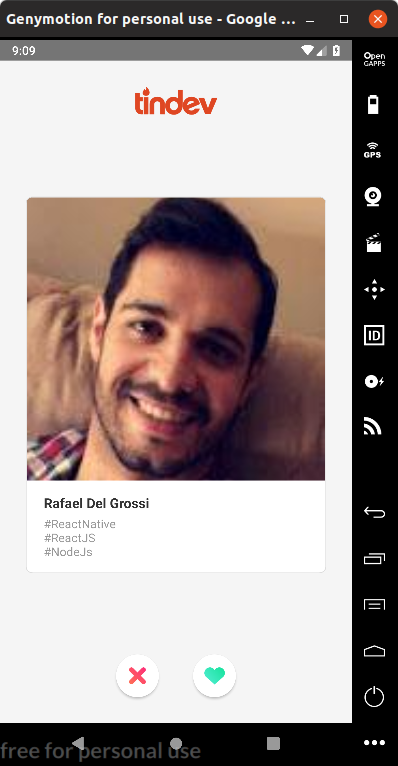 Genymotion for personal use - Google ...
9:09
Open
GAPPS
GPS
ID
tindev
Rafael Del Grossi
#ReactNative
#ReactJS
#NodeJs
free for personal use